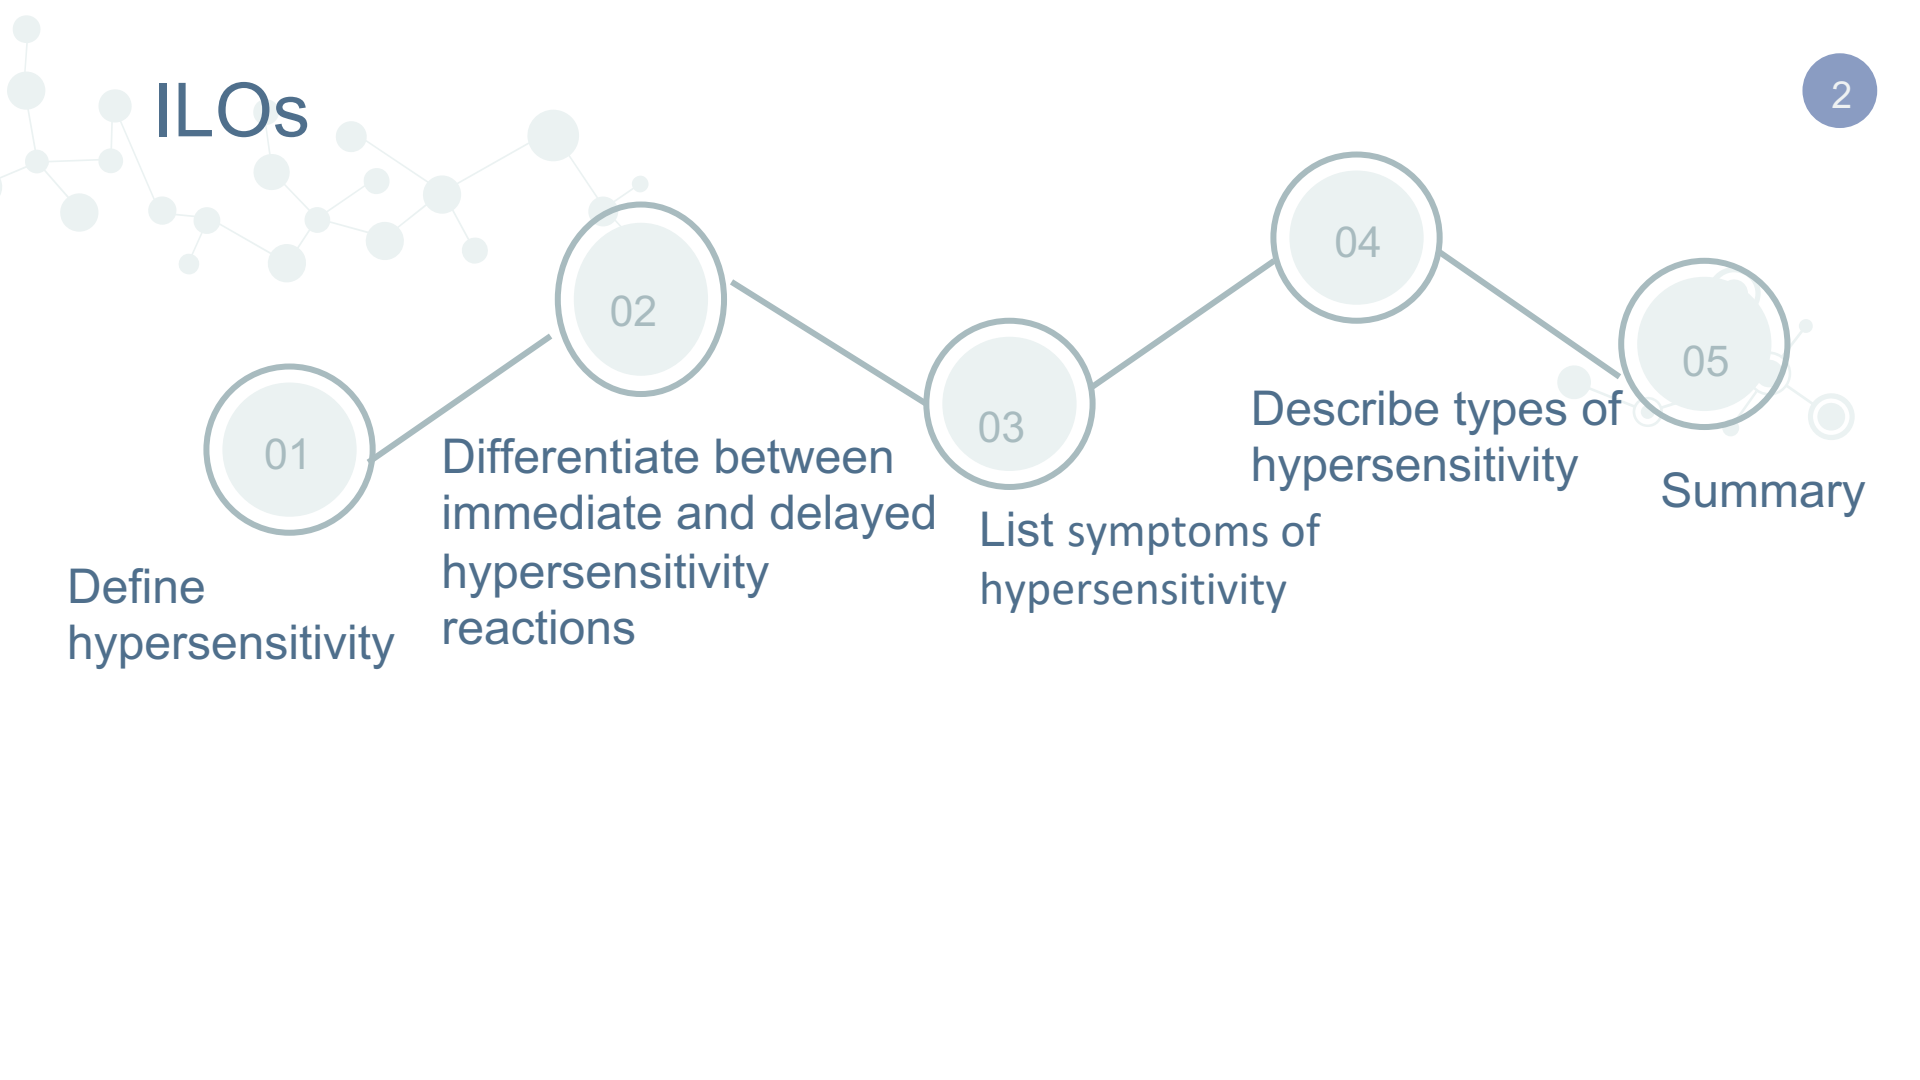 ILOs
2
01
Define
hypersensitivity
02
Differentiate between
immediate and delayed
hypersensitivity
reactions
03
List symptoms of
hypersensitivity
04
Describe types of
hypersensitivity
05
Summary